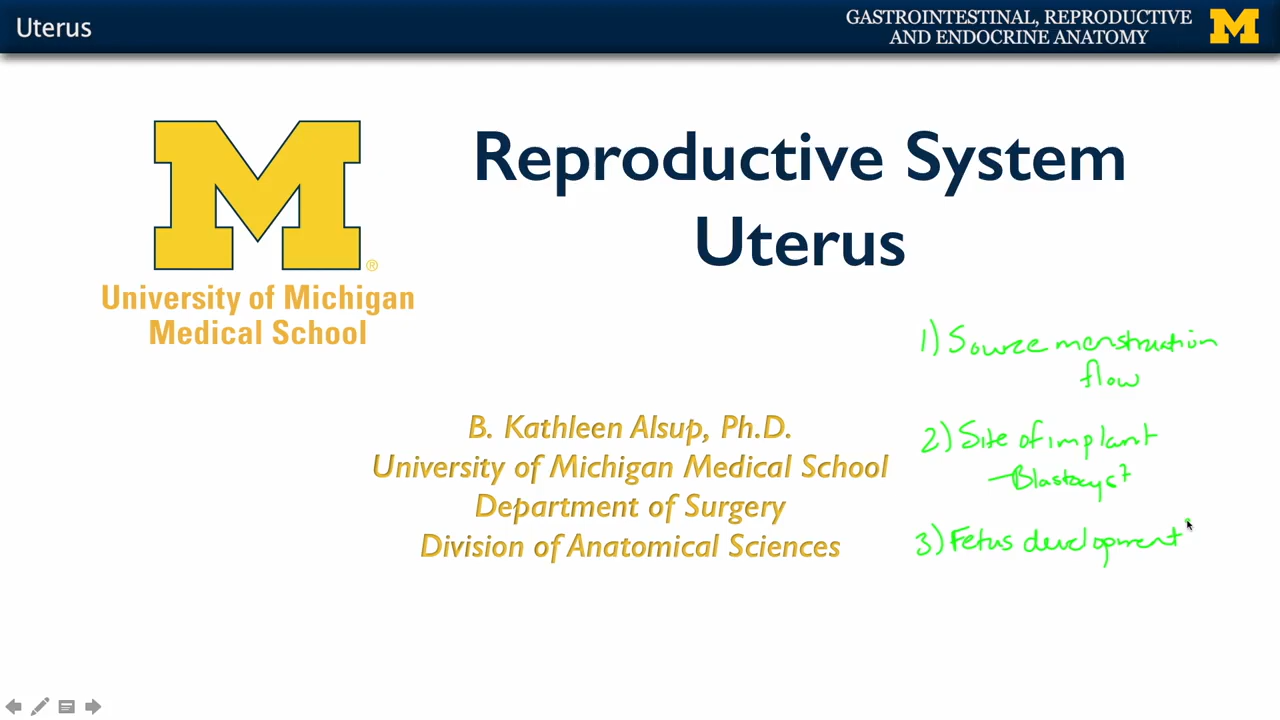 Uterus
GASTROINTESTINAL, REPRODUCTIVE
AND ENDOCRINE ANATOMY
M
M®
University of Michigan
Medical School
Reproductive System
Uterus
B. Kathleen Alsup, Ph.D.
University of Michigan Medical School
Department of Surgery
Division of Anatomical Sciences
1) Source menstruation
flow
2) Site of implant
-Blastocyst
3) Fetus development